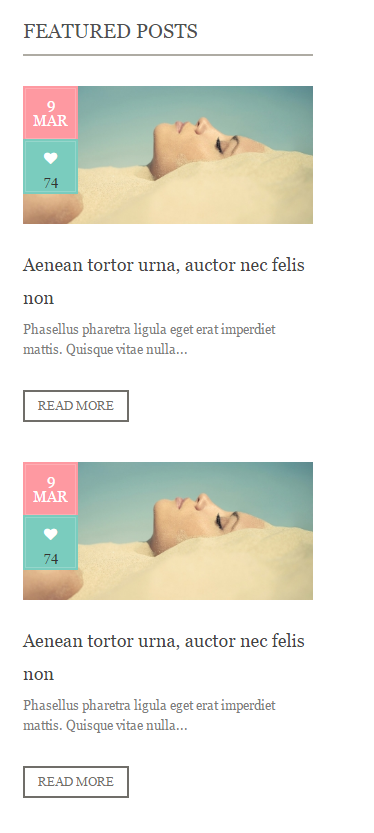 FEATURED POSTS
9
MAR
74
Aenean tortor urna, auctor nec felis
non
Phasellus pharetra ligula eget erat imperdiet
mattis. Quisque vitae nulla...
READ MORE
9
MAR
74
Aenean tortor urna, auctor nec felis
non
Phasellus pharetra ligula eget erat imperdiet
mattis. Quisque vitae nulla...
READ MORE